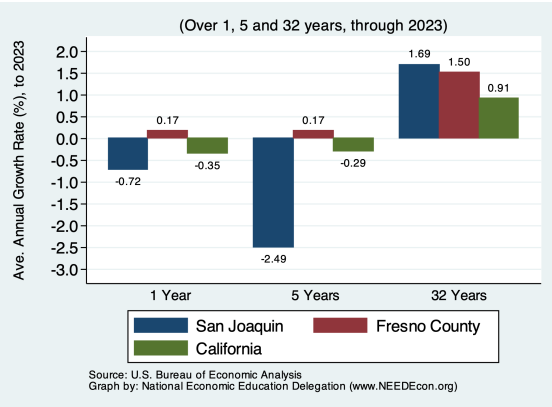 (Over 1, 5 and 32 years, through 2023)
Ave. Annual Growth Rate (%), to 2023
2.0
1.5
1.0
0.5
0.0
-0.5
-1.0
-1.5
-2.0
-2.5
-3.0
-0.72
0.17
-0.35
-2.49
0.17
-0.29
1.69
1.50
0.91
1 Year
5 Years
32 Years
San Joaquin
Fresno County
California
Source: U.S. Bureau of Economic Analysis
Graph by: National Economic Education Delegation (www.NEEDEcon.org)